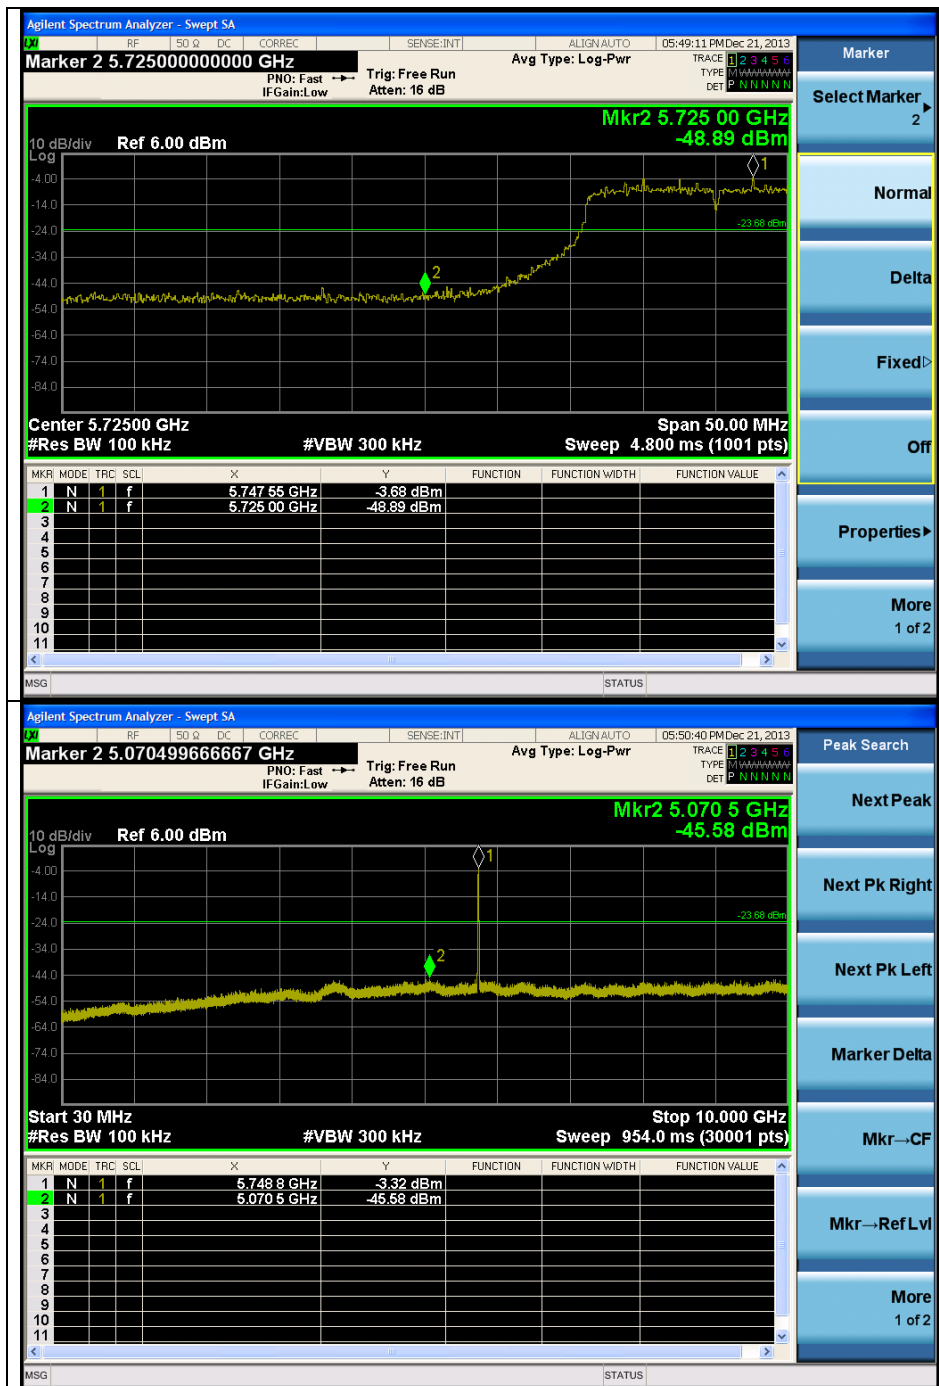 Agilent Spectrum Analyzer - Swept SA
LXI RF 50 Ω DC CORREC SENSE:INT ALIGN AUTO 05:49:11 PM Dec 21, 2013
Marker 2 5.725000000000 GHz
PNO: Fast
IFGain:Low
Trig: Free Run
Atten: 16 dB
Avg Type: Log-Pwr
TRACE 1 2 3 4 5 6
TYPE M WWWWW
DET P N N N N N
Mkr2 5.725 00 GHz
-48.89 dBm
10 dB/div Ref 6.00 dBm
Log
1
-4.00
-14.0
-23.68 dBm
-24.0
-34.0
2
-44.0
-54.0
-64.0
-74.0
-84.0
Center 5.72500 GHz Span 50.00 MHz
#Res BW 100 kHz #VBW 300 kHz Sweep 4.800 ms (1001 pts)
MKR MODE TRC SCL X Y FUNCTION FUNCTION WIDTH FUNCTION VALUE
1 N 1 f 5.747 55 GHz -3.68 dBm
2 N 1 f 5.725 00 GHz -48.89 dBm
3
4
5
6
7
8
9
10
11
MSG STATUS
Marker
Select Marker
2
Normal
Delta
Fixed
Off
Properties
More
1 of 2
Agilent Spectrum Analyzer - Swept SA
LXI RF 50 Ω DC CORREC SENSE:INT ALIGN AUTO 05:50:40 PM Dec 21, 2013
Marker 2 5.070499666667 GHz
PNO: Fast
IFGain:Low
Trig: Free Run
Atten: 16 dB
Avg Type: Log-Pwr
TRACE 1 2 3 4 5 6
TYPE M WWWWW
DET P N N N N N
Mkr2 5.070 5 GHz
-45.58 dBm
10 dB/div Ref 6.00 dBm
Log
1
-4.00
-14.0
-23.68 dBm
-24.0
-34.0
2
-44.0
-54.0
-64.0
-74.0
-84.0
Start 30 MHz Stop 10.000 GHz
#Res BW 100 kHz #VBW 300 kHz Sweep 954.0 ms (30001 pts)
MKR MODE TRC SCL X Y FUNCTION FUNCTION WIDTH FUNCTION VALUE
1 N 1 f 5.748 8 GHz -3.32 dBm
2 N 1 f 5.070 5 GHz -45.58 dBm
3
4
5
6
7
8
9
10
11
MSG STATUS
Peak Search
Next Peak
Next Pk Right
Next Pk Left
Marker Delta
Mkr→CF
Mkr→Ref Lvl
More
1 of 2